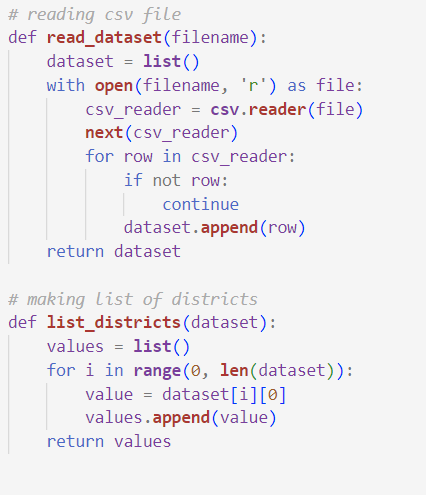 # reading csv file
def read_dataset(filename):
    dataset = list()
    with open(filename, 'r') as file:
        csv_reader = csv.reader(file)
        next(csv_reader)
        for row in csv_reader:
            if not row:
                continue
            dataset.append(row)
    return dataset

# making list of districts
def list_districts(dataset):
    values = list()
    for i in range(0, len(dataset)):
        value = dataset[i][0]
        values.append(value)
    return values